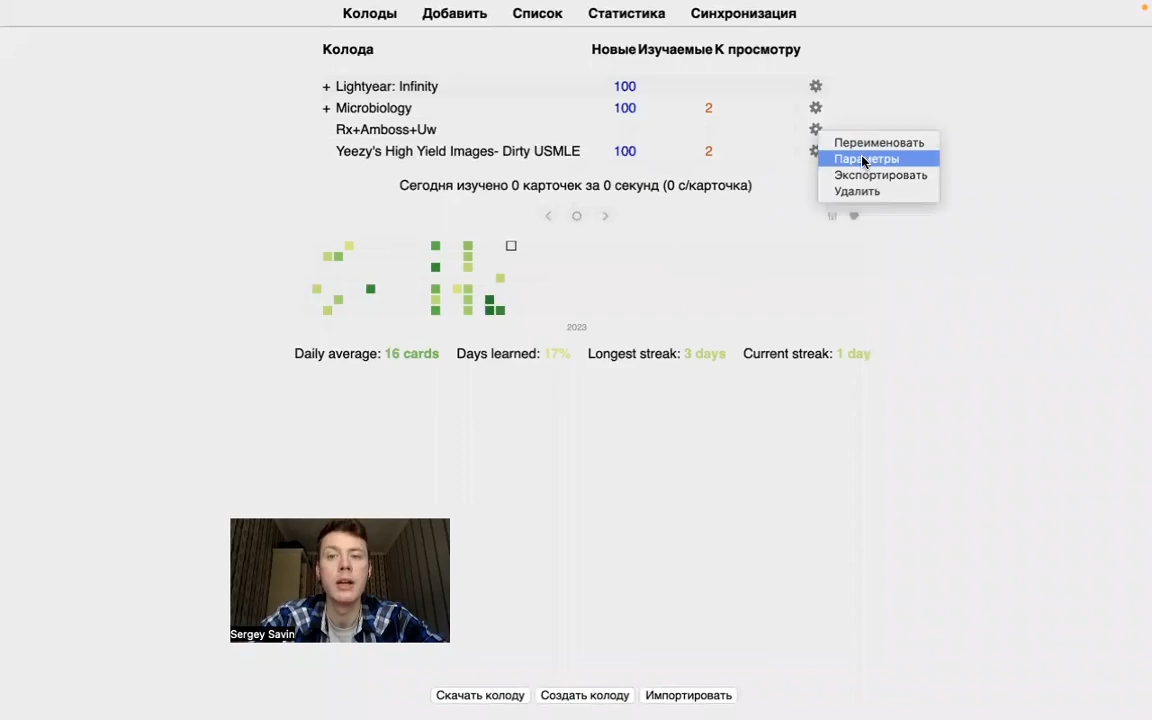 Колоды Добавить Список Статистика Синхронизация
Колода Новые Изучаемые К просмотру
+ Lightyear: Infinity 100
+ Microbiology 100 2
Rx+Amboss+Uw
Yeezy's High Yield Images- Dirty USMLE 100 2
Переименовать
Параметры
Экспортировать
Удалить
Сегодня изучено 0 карточек за 0 секунд (0 с/карточка)
2023
Daily average: 16 cards Days learned: 17% Longest streak: 3 days Current streak: 1 day
Sergey Savin
Скачать колоду Создать колоду Импортировать